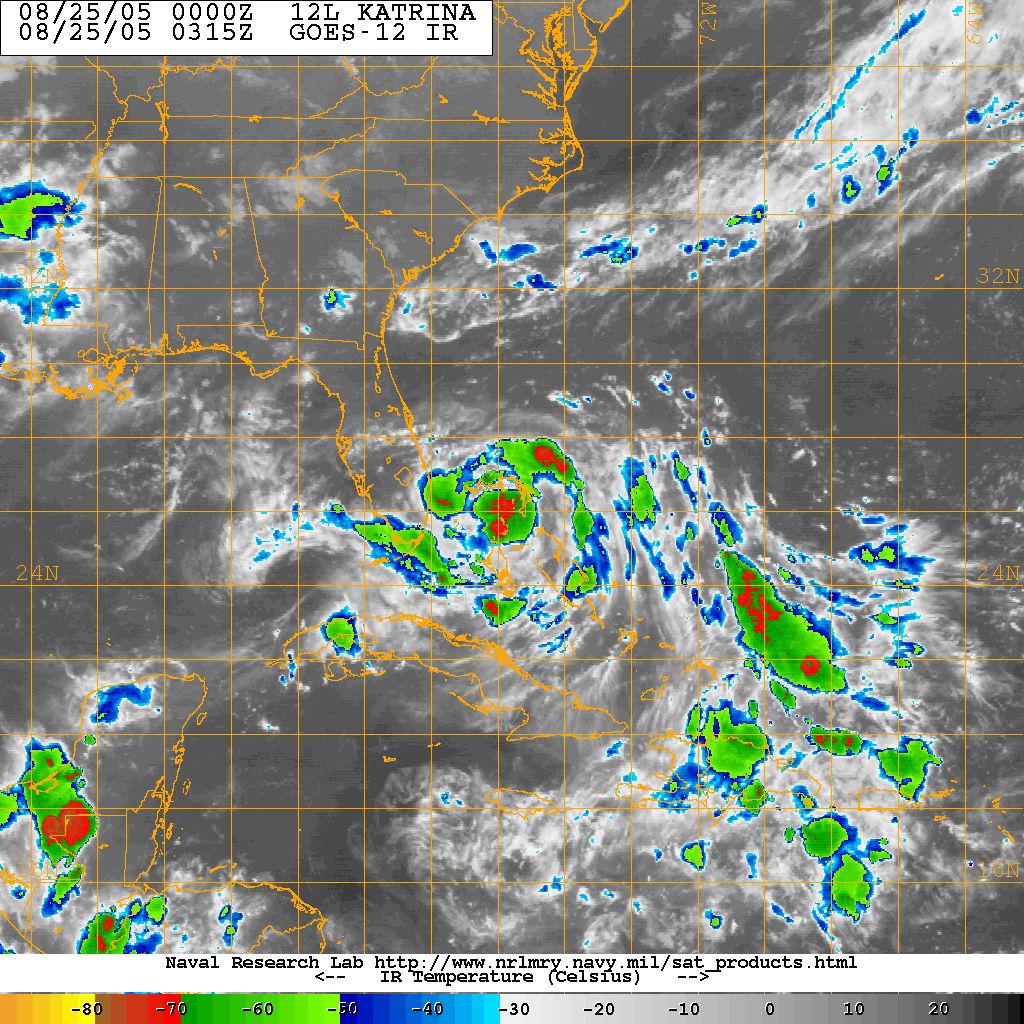 08/25/05 0000Z 12L KATRINA
08/25/05 0315Z GOES-12 IR
72W
64W
32N
32N
24N
24N
16N
16N
Naval Research Lab http://www.nrlmry.navy.mil/sat_products.html
<-- IR Temperature (Celsius) -->
-80 -70 -60 -50 -40 -30 -20 -10 0 10 20